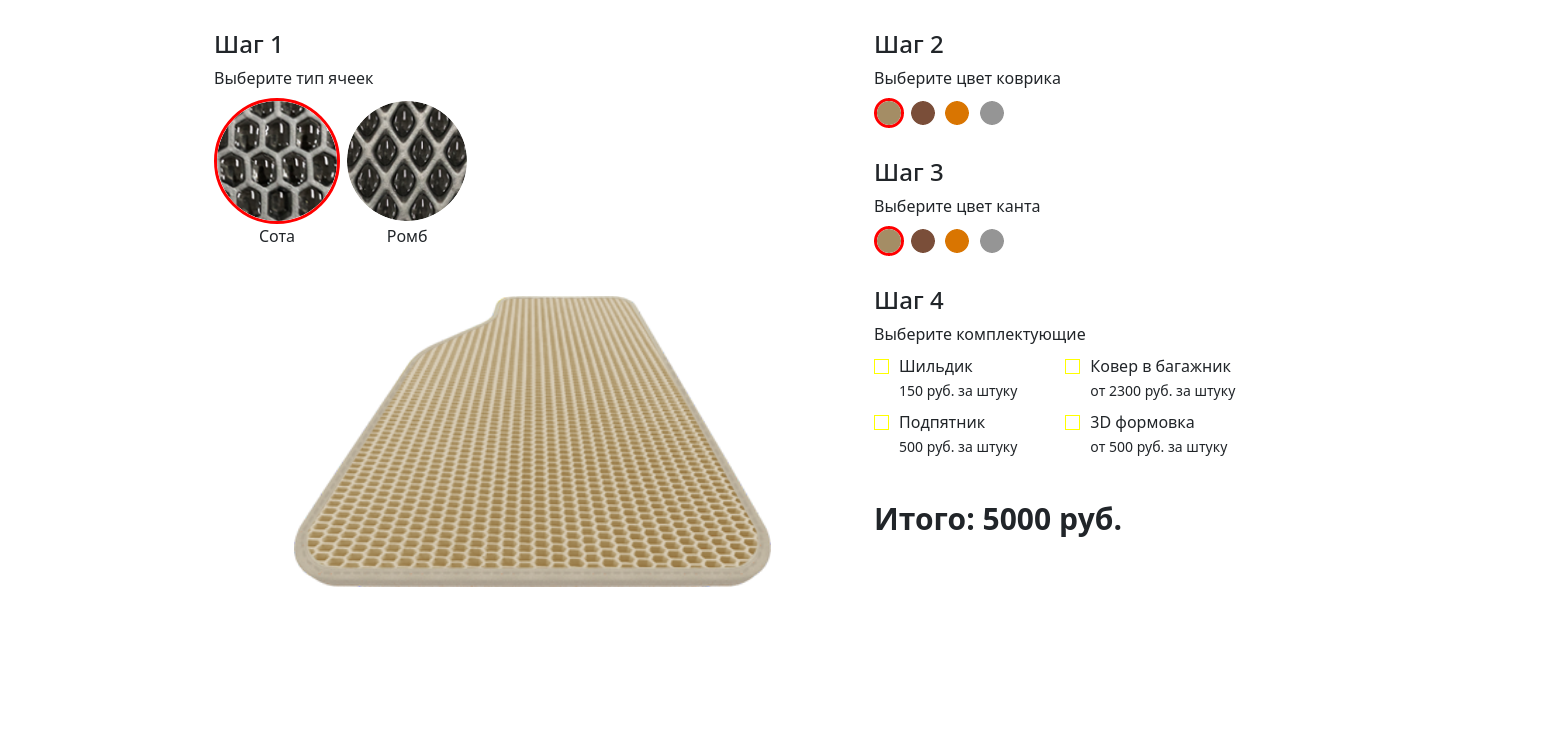 Шаг 1
Выберите тип ячеек
Сота
Ромб
Шаг 2
Выберите цвет коврика
Шаг 3
Выберите цвет канта
Шаг 4
Выберите комплектующие
Шильдик
150 руб. за штуку
Ковер в багажник
от 2300 руб. за штуку
Подпятник
500 руб. за штуку
3D формовка
от 500 руб. за штуку
Итого: 5000 руб.